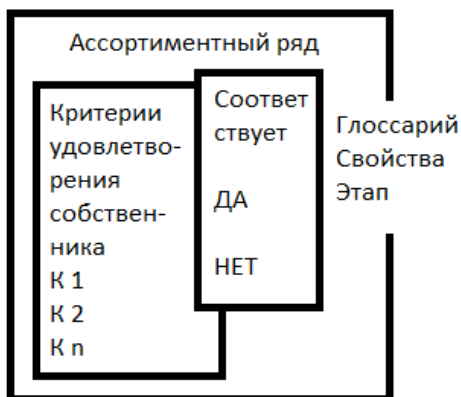 Ассортиментный ряд
Критерии
удовлетво-
рения
собствен-
ника
К 1
К 2
К n
Соответ
ствует
ДА
НЕТ
Глоссарий
Свойства
Этап